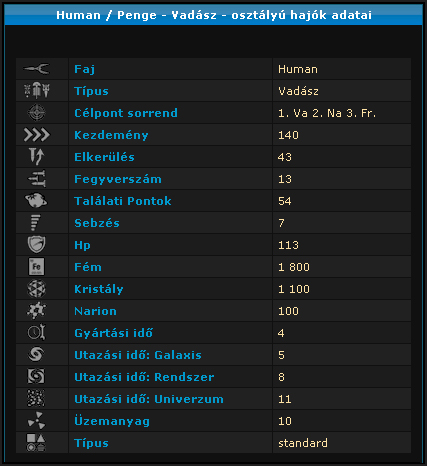 Human / Penge - Vadász - osztályú hajók adatai
Faj Human
Típus Vadász
Célpont sorrend 1. Va 2. Na 3. Fr.
Kezdemény 140
Elkerülés 43
Fegyverszám 13
Találati Pontok 54
Sebzés 7
Hp 113
Fe Fém 1 800
Kristály 1 100
Narion 100
Gyártási idő 4
Utazási idő: Galaxis 5
Utazási idő: Rendszer 8
Utazási idő: Univerzum 11
Üzemanyag 10
Típus standard